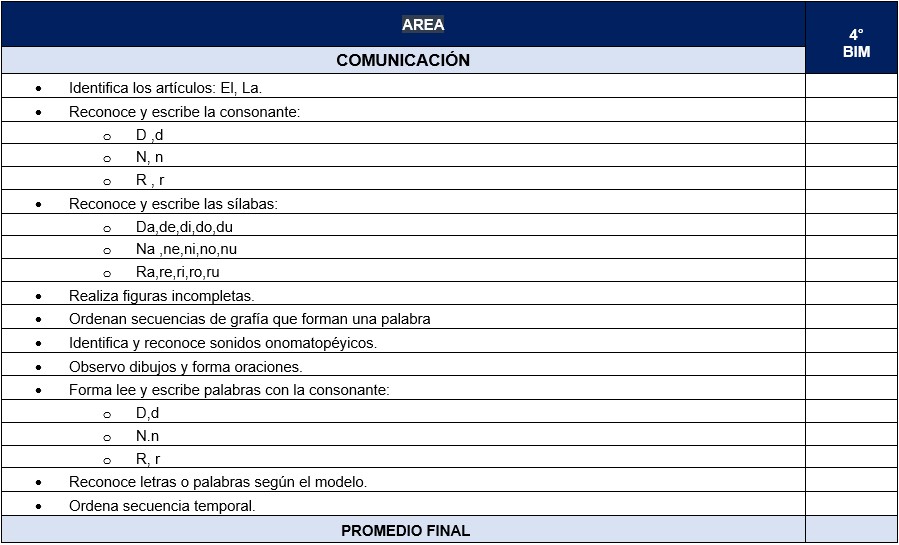 AREA
4°
BIM
COMUNICACIÓN
• Identifica los artículos: El, La.
• Reconoce y escribe la consonante:
o D ,d
o N, n
o R , r
• Reconoce y escribe las sílabas:
o Da,de,di,do,du
o Na ,ne,ni,no,nu
o Ra,re,ri,ro,ru
• Realiza figuras incompletas.
• Ordenan secuencias de grafía que forman una palabra
• Identifica y reconoce sonidos onomatopéyicos.
• Observo dibujos y forma oraciones.
• Forma lee y escribe palabras con la consonante:
o D,d
o N.n
o R, r
• Reconoce letras o palabras según el modelo.
• Ordena secuencia temporal.
PROMEDIO FINAL